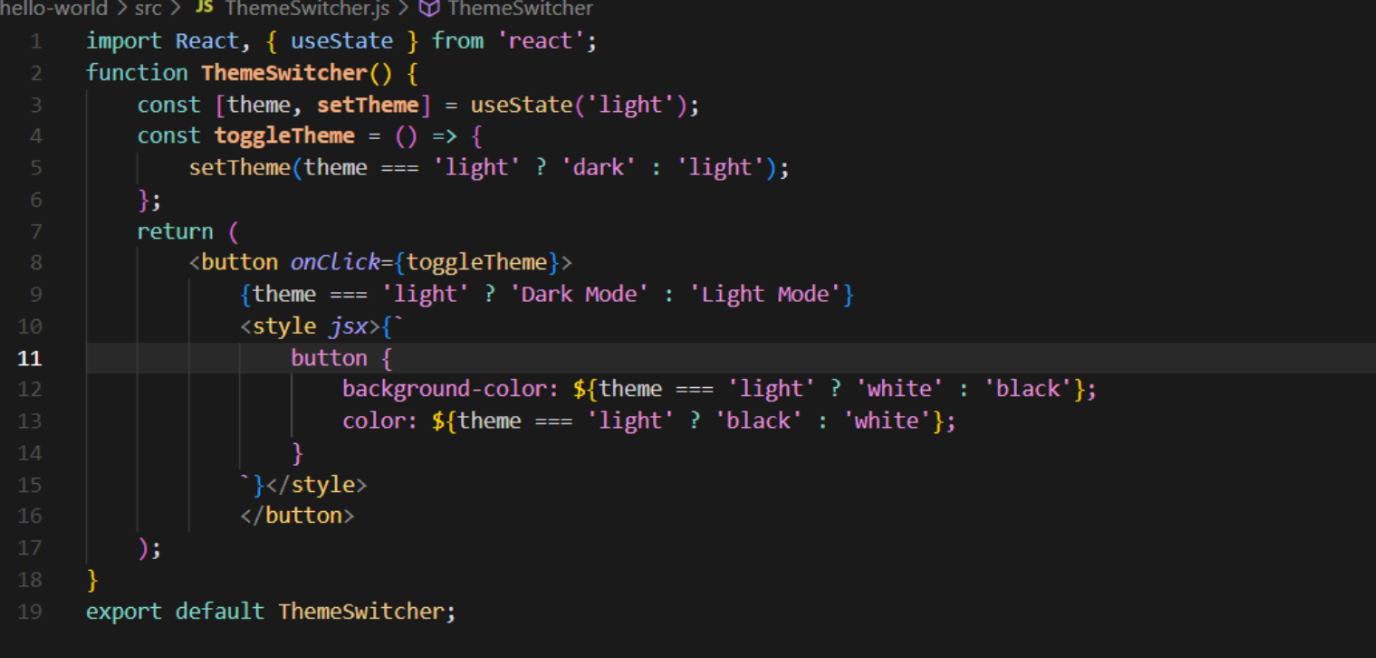 hello-world > src > JS ThemeSwitcher.js > ThemeSwitcher
1 import React, { useState } from 'react';
2 function ThemeSwitcher() {
3     const [theme, setTheme] = useState('light');
4     const toggleTheme = () => {
5         setTheme(theme === 'light' ? 'dark' : 'light');
6     };
7     return (
8         <button onClick={toggleTheme}>
9             {theme === 'light' ? 'Dark Mode' : 'Light Mode'}
10             <style jsx>{`
11                 button {
12                     background-color: ${theme === 'light' ? 'white' : 'black'};
13                     color: ${theme === 'light' ? 'black' : 'white'};
14                 }
15             `}</style>
16             </button>
17     );
18 }
19 export default ThemeSwitcher;